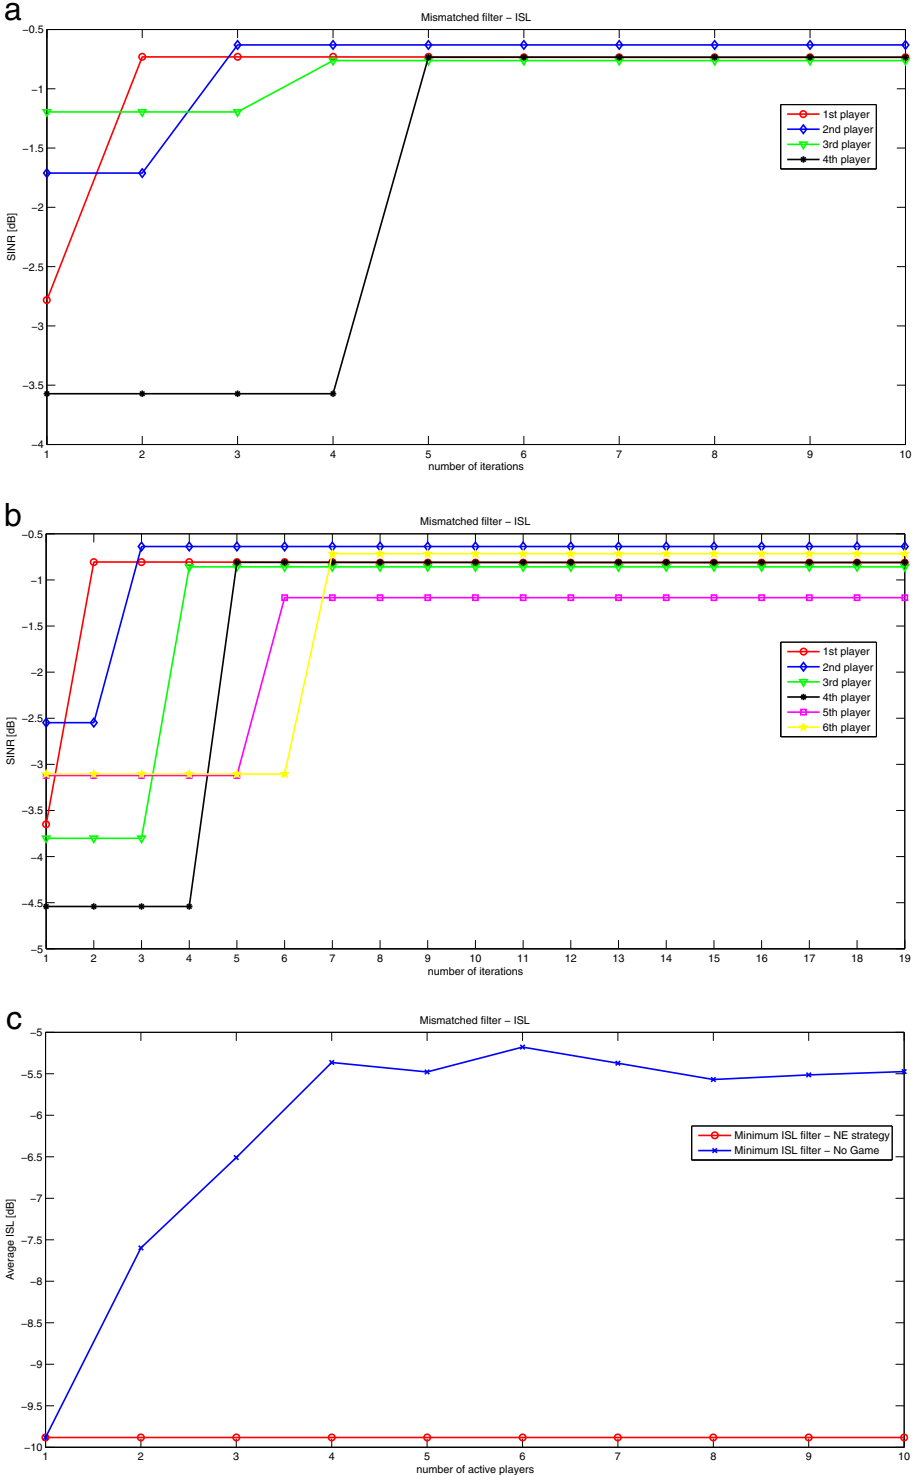 a
Mismatched filter – ISL
−0.5
−1
−1.5
−2
−2.5
−3
−3.5
−4
SINR [dB]
1st player
2nd player
3rd player
4th player
1 2 3 4 5 6 7 8 9 10
number of iterations
b
Mismatched filter – ISL
−0.5
−1
−1.5
−2
−2.5
−3
−3.5
−4
−4.5
−5
SINR [dB]
1st player
2nd player
3rd player
4th player
5th player
6th player
1 2 3 4 5 6 7 8 9 10 11 12 13 14 15 16 17 18 19
number of iterations
c
Mismatched filter – ISL
−5
−5.5
−6
−6.5
−7
−7.5
−8
−8.5
−9
−9.5
−10
Average ISL [dB]
Minimum ISL filter – NE strategy
Minimum ISL filter – No Game
1 2 3 4 5 6 7 8 9 10
number of active players